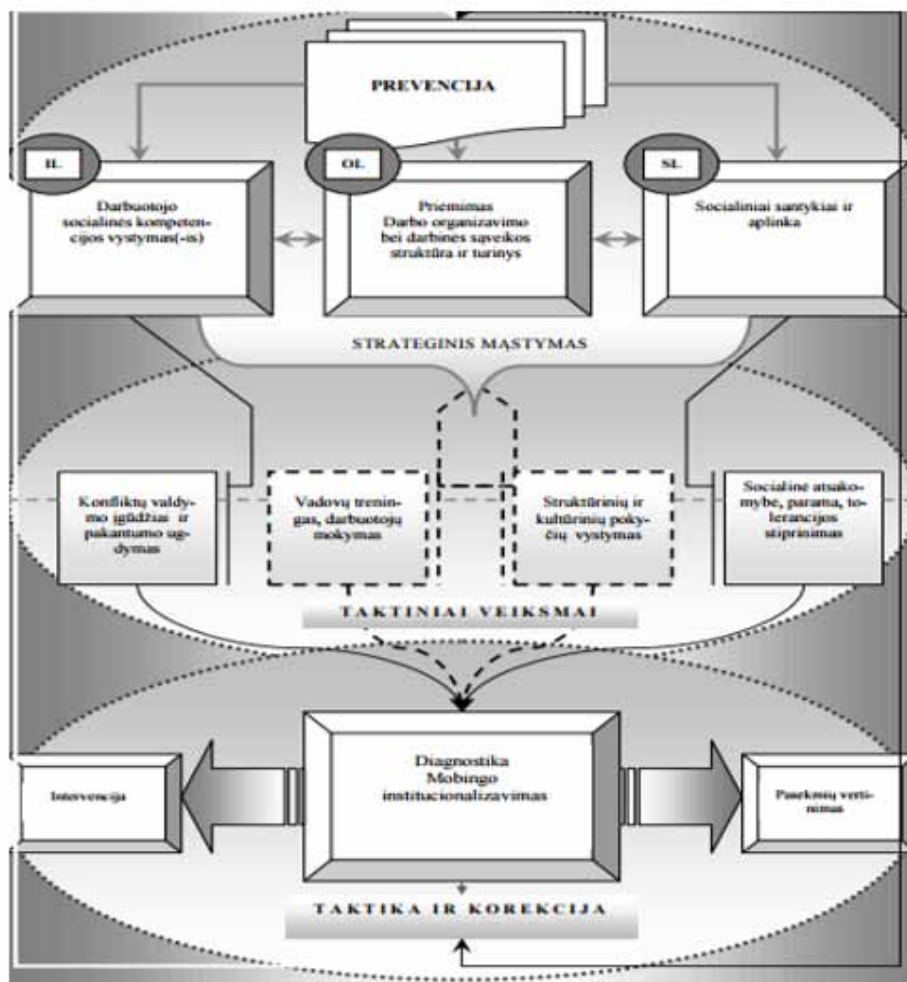 PREVENCIJA
IL
OL
SL
Darbuotojo
socialinės kompeten-
cijos vystymas(-is)
Priėmimas
Darbo organizavimo
bei darbinės sąveikos
struktūra ir turinys
Socialiniai santykiai ir
aplinka
STRATEGINIS MĄSTYMAS
Konfliktų valdy-
mo įgūdžiai ir
pakantumo ug-
dymas
Vadovų trenin-
gas, darbuotojų
mokymas
Struktūrinių ir
kultūrinių poky-
čių vystymas
Socialinė atsako-
mybė, parama, to-
lerancijos
stiprinimas
TAKTINIAI VEIKSMAI
Diagnostika
Mobingo
institucionalizavimas
Intervencija
Pasekmių verti-
nimas
TAKTIKA IR KOREKCIJA